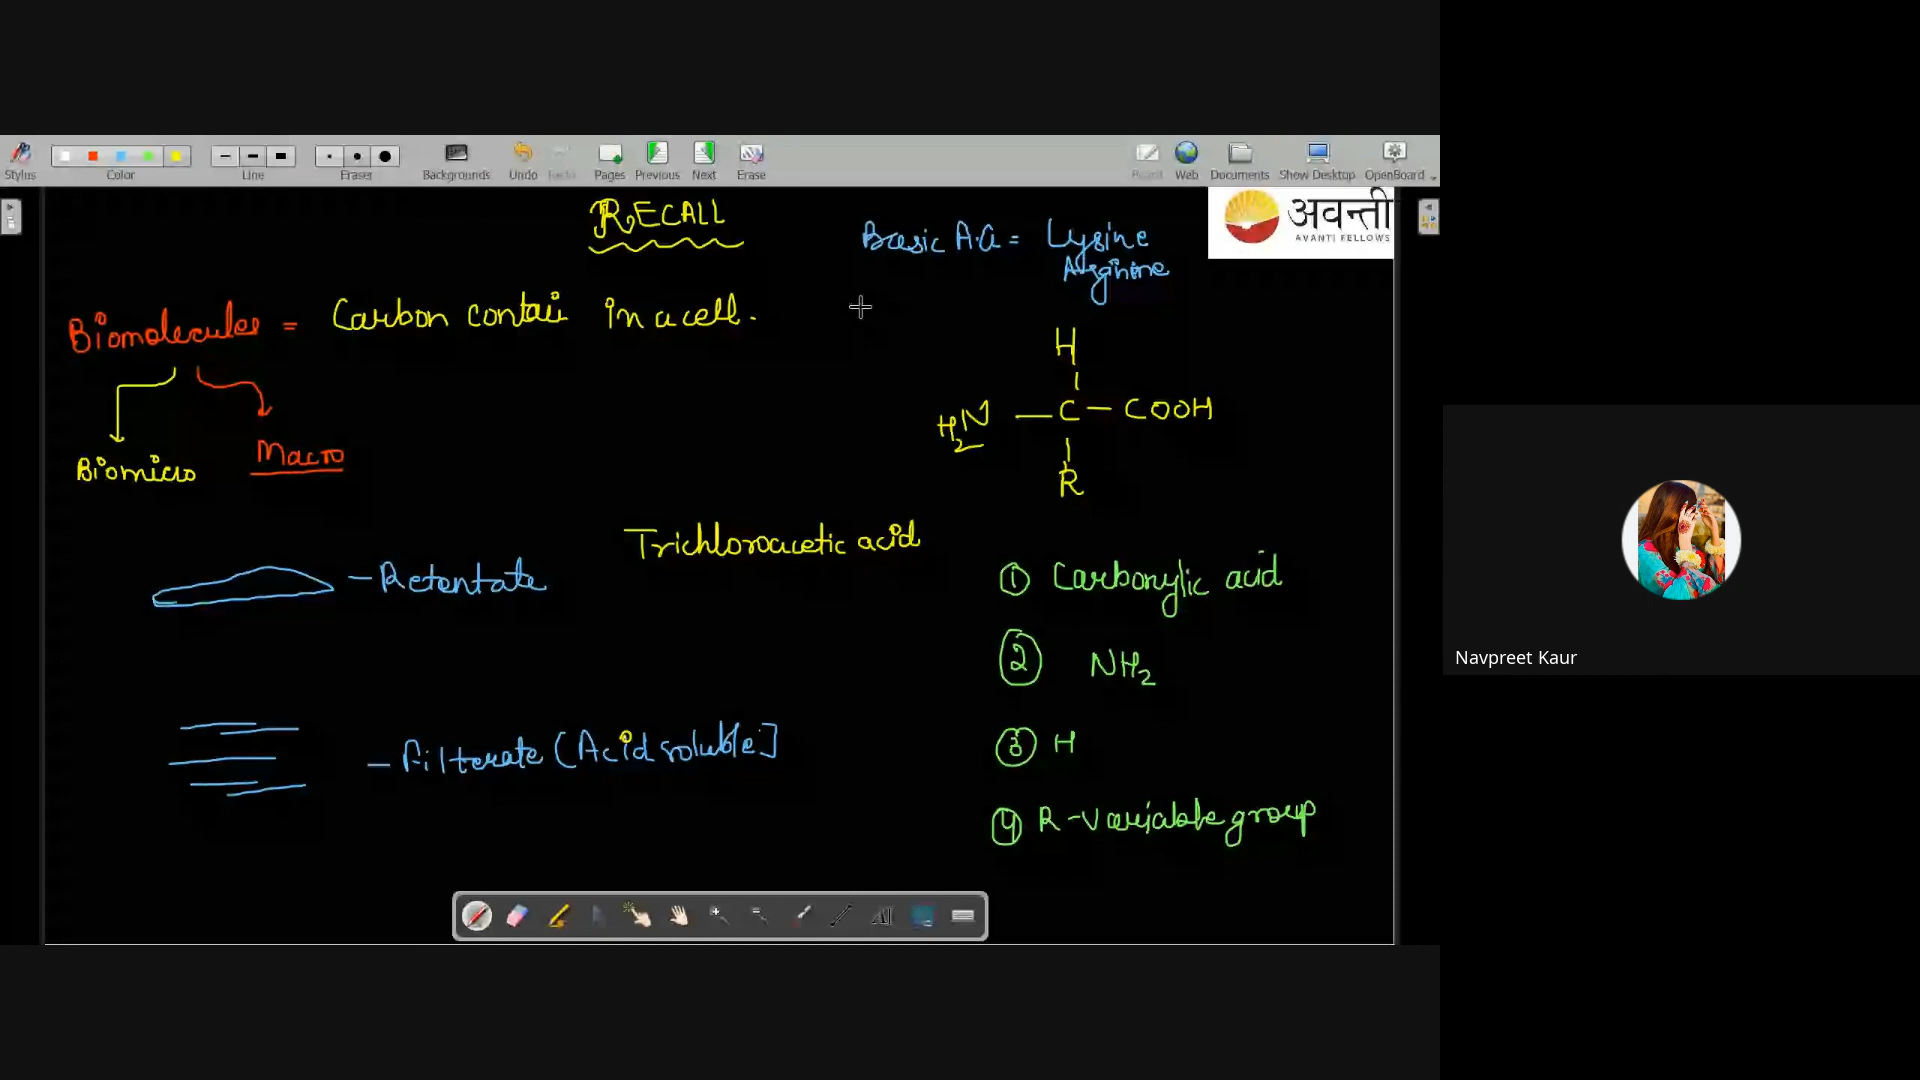 Stylus
Color
Line
Eraser
Backgrounds
Undo
Redo
Pages
Previous
Next
Erase
Board
Web
Documents
Show Desktop
OpenBoard
RECALL
अवन्ती
AVANTI FELLOWS
Basic A.a = Lysine
Arginine
Biomolecules = Carbon contai in a cell.
Biomicro
Macro
H
H2N — C — COOH
R
Trichloroacetic acid
- Retentate
① Carboxylic acid
② NH2
- Filterate (Acid soluble]
③ H
④ R - Variable group
Navpreet Kaur